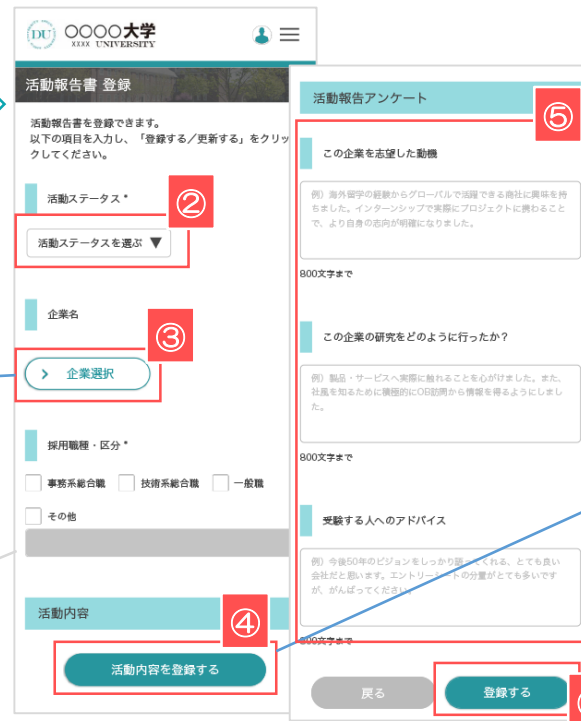 DU
〇〇〇〇大学
XXXX UNIVERSITY
活動報告書 登録
活動報告書を登録できます。
以下の項目を入力し、「登録する／更新する」をクリッ
クしてください。
活動ステータス *
②
活動ステータスを選ぶ ▼
企業名
③
企業選択
採用職種・区分 *
事務系総合職 技術系総合職 一般職
その他
活動内容
④
活動内容を登録する
活動報告アンケート
⑤
この企業を志望した動機
例）海外留学の経験からグローバルで活躍できる商社に興味を持
ちました。インターンシップで実際にプロジェクトに携わること
で、より自身の志向が明確になりました。
800文字まで
この企業の研究をどのように行ったか？
例）製品・サービスへ実際に触れることを心がけました。また、
社風を知るために積極的にOB訪問から情報を得るようにしまし
た。
800文字まで
受験する人へのアドバイス
例）今後50年のビジョンをしっかり語ってくれる、とても良い
会社だと思います。エントリーシートの分量がとても多いです
が、がんばってください。
800文字まで
戻る
登録する